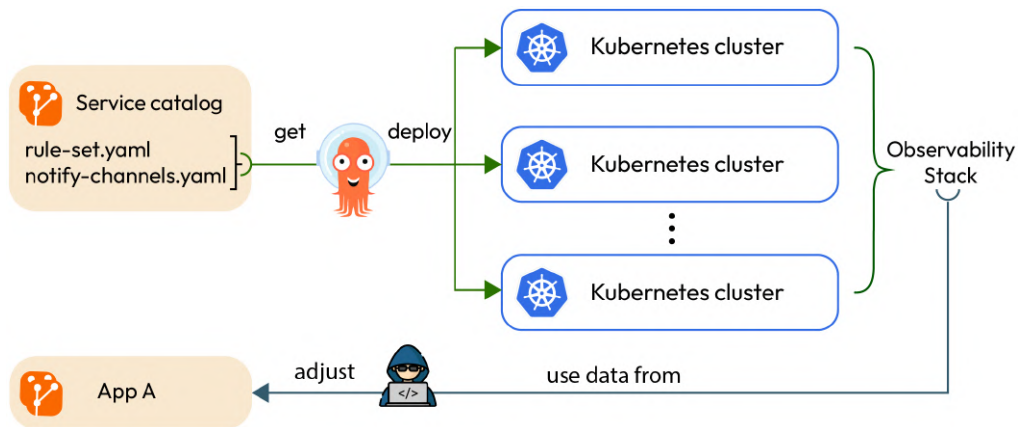 Kubernetes cluster
Service catalog
rule-set.yaml
notify-channels.yaml
get
deploy
Kubernetes cluster
Observability
Stack
Kubernetes cluster
App A
adjust
</>
use data from